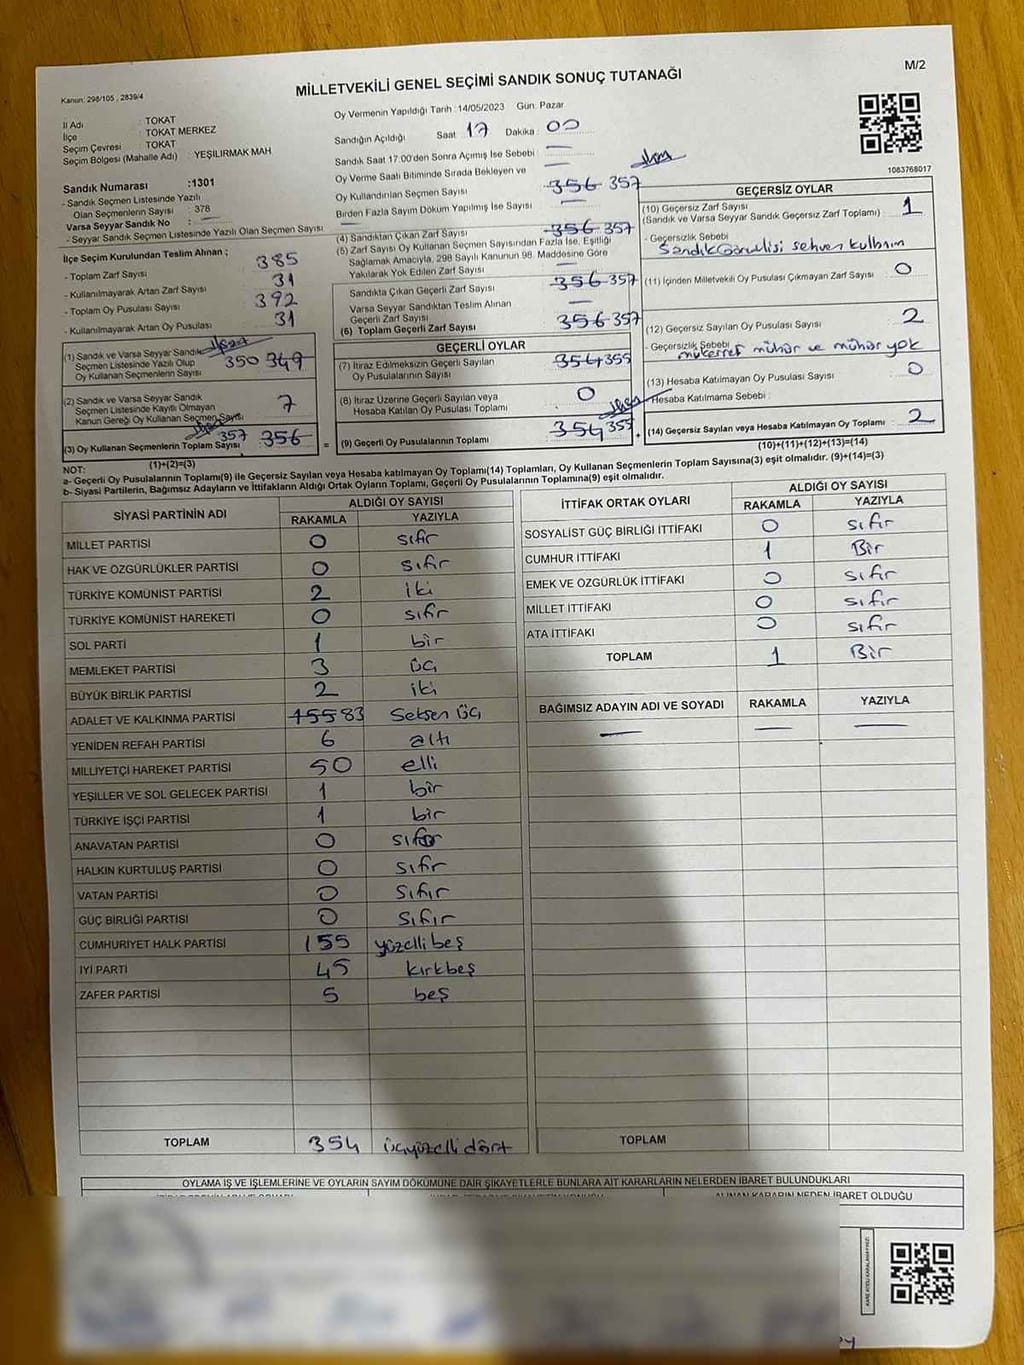 M/2
Kanun: 298/105 , 2839/4
MİLLETVEKİLİ GENEL SEÇİMİ SANDIK SONUÇ TUTANAĞI
İl Adı : TOKAT
İlçe : TOKAT MERKEZ
Seçim Çevresi : TOKAT
Seçim Bölgesi (Mahalle Adı) : YEŞİLIRMAK MAH
Sandık Numarası :1301
- Sandık Seçmen Listesinde Yazılı
Olan Seçmenlerin Sayısı : 378
Varsa Seyyar Sandık No :
- Seyyar Sandık Seçmen Listesinde Yazılı Olan Seçmen Sayısı :
İlçe Seçim Kurulundan Teslim Alınan ;
- Toplam Zarf Sayısı 385
- Kullanılmayarak Artan Zarf Sayısı 31
- Toplam Oy Pusulası Sayısı 392
- Kullanılmayarak Artan Oy Pusulası 31
(1) Sandık ve Varsa Seyyar Sandık
Seçmen Listesinde Yazılı Olup 350 349
Oy Kullanan Seçmenlerin Sayısı
(2) Sandık ve Varsa Seyyar Sandık
Seçmen Listesinde Kayıtlı Olmayan 7
Kanun Gereği Oy Kullanan Seçmen Sayısı
(3) Oy Kullanan Seçmenlerin Toplam Sayısı 357 356
(1)+(2)=(3)
Oy Vermenin Yapıldığı Tarih : 14/05/2023 Gün: Pazar
Sandığın Açıldığı Saat 17 Dakika : 00
Sandık Saat 17:00'den Sonra Açılmış İse Sebebi :
Oy Verme Saati Bitiminde Sırada Bekleyen ve
Oy Kullandırılan Seçmen Sayısı 356 357
Birden Fazla Sayım Döküm Yapılmış İse Sayısı :
(4) Sandıktan Çıkan Zarf Sayısı 356 357
(5) Zarf Sayısı Oy Kullanan Seçmen Sayısından Fazla İse, Eşitliği
Sağlamak Amacıyla, 298 Sayılı Kanunun 98. Maddesine Göre
Yakılarak Yok Edilen Zarf Sayısı
Sandıkta Çıkan Geçerli Zarf Sayısı 356 357
Varsa Seyyar Sandıktan Teslim Alınan
Geçerli Zarf Sayısı
(6) Toplam Geçerli Zarf Sayısı 356 357
GEÇERLİ OYLAR
(7) İtiraz Edilmeksizin Geçerli Sayılan 354 355
Oy Pusulalarının Sayısı
(8) İtiraz Üzerine Geçerli Sayılan veya 0
Hesaba Katılan Oy Pusulası Toplamı
(9) Geçerli Oy Pusulalarının Toplamı 354 355
1083768017
GEÇERSİZ OYLAR
(10) Geçersiz Zarf Sayısı 1
(Sandık ve Varsa Seyyar Sandık Geçersiz Zarf Toplamı) :
- Geçersizlik Sebebi
Sandık Görevlisi sehven
(11) İçinden Milletvekili Oy Pusulası Çıkmayan Zarf Sayısı : 0
(12) Geçersiz Sayılan Oy Pusulası Sayısı : 2
- Geçersizlik Sebebi
mükerrer mühür ve mühür yok
(13) Hesaba Katılmayan Oy Pusulası Sayısı : 0
Hesaba Katılmama Sebebi :
(14) Geçersiz Sayılan veya Hesaba Katılmayan Oy Toplamı : 2
(10)+(11)+(12)+(13)=(14)
NOT:
a- Geçerli Oy Pusulalarının Toplamı(9) ile Geçersiz Sayılan veya Hesaba katılmayan Oy Toplamı(14) Toplamları, Oy Kullanan Seçmenlerin Toplam Sayısına(3) eşit olmalıdır. (9)+(14)=(3)
b- Siyasi Partilerin, Bağımsız Adayların ve İttifakların Aldığı Ortak Oyların Toplamı, Geçerli Oy Pusulalarının Toplamına(9) eşit olmalıdır.
SİYASİ PARTİNİN ADI ALDIĞI OY SAYISI
RAKAMLA YAZIYLA
MİLLET PARTİSİ 0 sıfır
HAK VE ÖZGÜRLÜKLER PARTİSİ 0 sıfır
TÜRKİYE KOMÜNİST PARTİSİ 2 iki
TÜRKİYE KOMÜNİST HAREKETİ 0 sıfır
SOL PARTİ 1 bir
MEMLEKET PARTİSİ 3 üç
BÜYÜK BİRLİK PARTİSİ 2 iki
ADALET VE KALKINMA PARTİSİ 155 83 Seksen üç
YENİDEN REFAH PARTİSİ 6 altı
MİLLİYETÇİ HAREKET PARTİSİ 50 elli
YEŞİLLER VE SOL GELECEK PARTİSİ 1 bir
TÜRKİYE İŞÇİ PARTİSİ 1 bir
ANAVATAN PARTİSİ 0 sıfır
HALKIN KURTULUŞ PARTİSİ 0 sıfır
VATAN PARTİSİ 0 sıfır
GÜÇ BİRLİĞİ PARTİSİ 0 sıfır
CUMHURİYET HALK PARTİSİ 155 yüzellibeş
İYİ PARTİ 45 kırkbeş
ZAFER PARTİSİ 5 beş
TOPLAM 354 üçyüzellidört
İTTİFAK ORTAK OYLARI ALDIĞI OY SAYISI
RAKAMLA YAZIYLA
SOSYALİST GÜÇ BİRLİĞİ İTTİFAKI 0 sıfır
CUMHUR İTTİFAKI 1 Bir
EMEK VE ÖZGÜRLÜK İTTİFAKI 0 sıfır
MİLLET İTTİFAKI 0 sıfır
ATA İTTİFAKI 0 sıfır
TOPLAM 1 Bir
BAĞIMSIZ ADAYIN ADI VE SOYADI RAKAMLA YAZIYLA
TOPLAM
OYLAMA İŞ VE İŞLEMLERİNE VE OYLARIN SAYIM DÖKÜMÜNE DAİR ŞİKAYETLERLE BUNLARA AİT KARARLARIN NELERDEN İBARET BULUNDUKLARI
ALINAN KARARIN NEDEN İBARET OLDUĞU